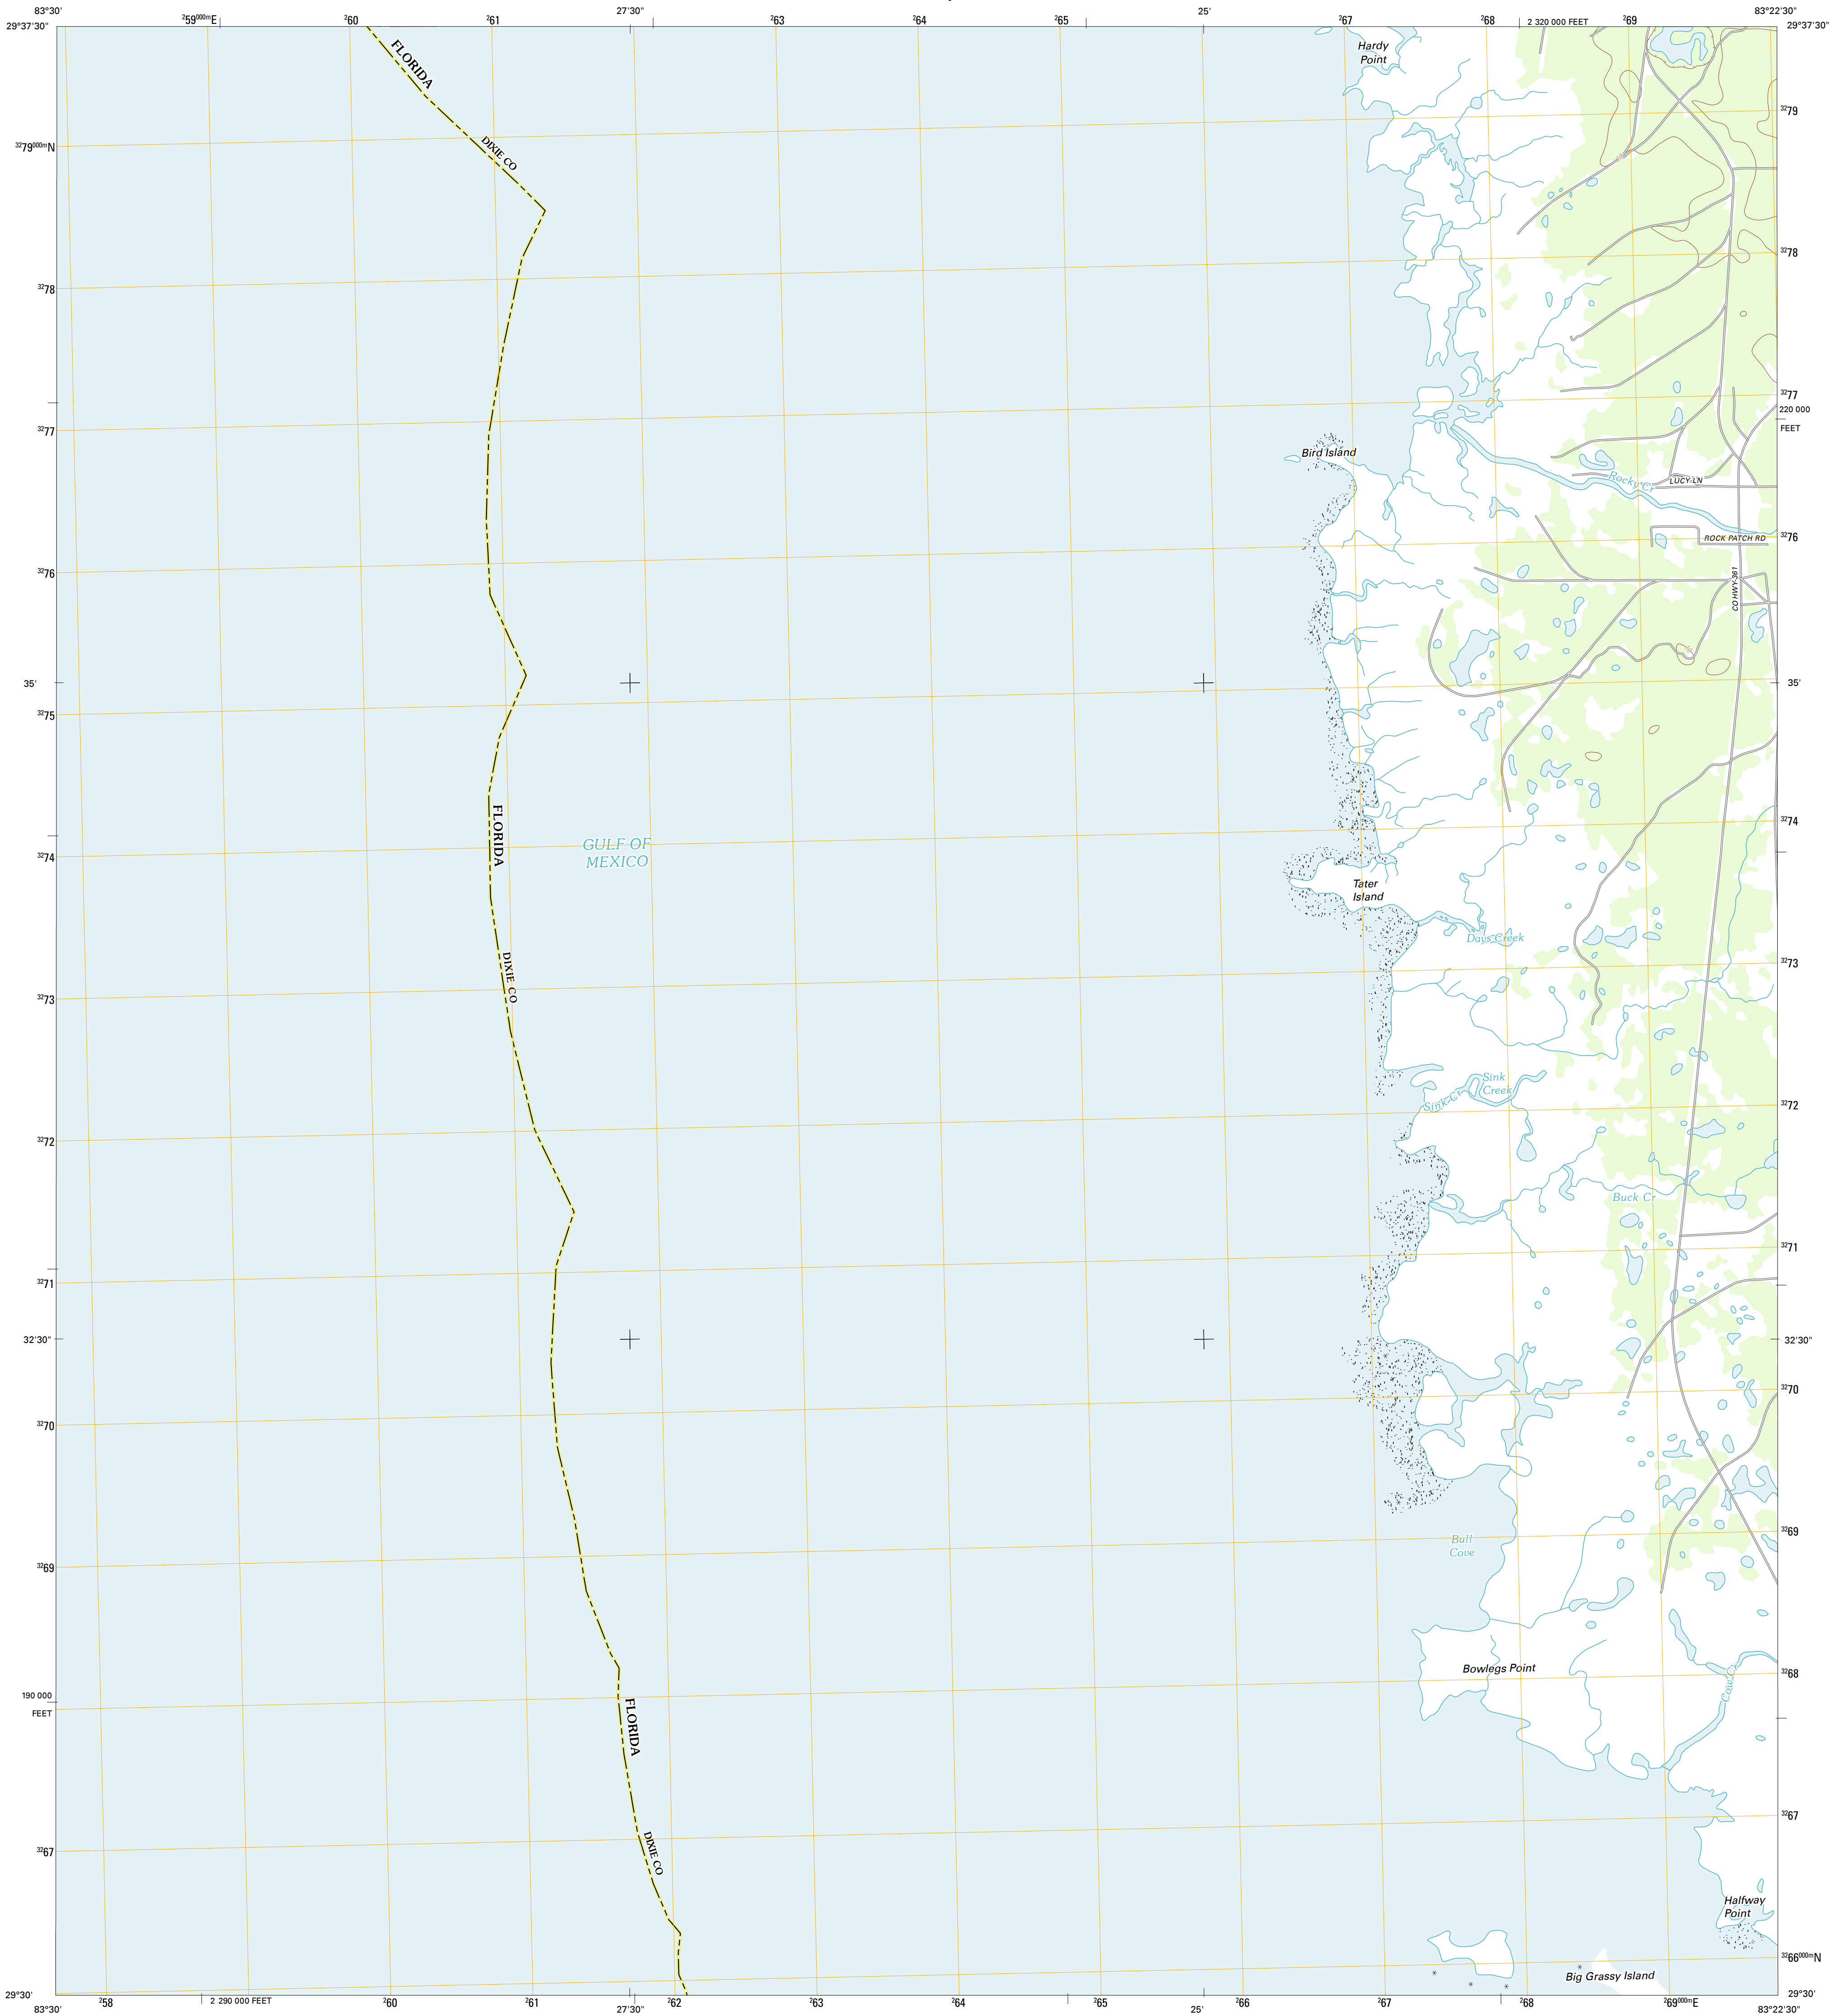 83°30'
²59⁰⁰⁰ᵐE
²60
²61
27'30"
²63
²64
²65
25'
²67
²68
2 320 000 FEET
²69
83°22'30"
29°37'30"
29°37'30"
Hardy
Point
FLORIDA
DIXIE CO
³²79⁰⁰⁰ᵐN
³²79
³²78
³²78
³²77
³²77
220 000
FEET
Bird Island
Rocky Cr
LUCY LN
ROCK PATCH RD
CO HWY-361
³²76
³²76
35'
35'
³²75
FLORIDA
GULF OF
MEXICO
³²74
³²74
Tater
Island
Days Creek
DIXIE CO
³²73
³²73
Sink
Creek
Sink Cr
³²72
³²72
Buck Cr
³²71
³²71
32'30"
32'30"
³²70
³²70
Bull
Cove
³²69
³²69
Bowlegs Point
³²68
Cow Cr
190 000
FEET
FLORIDA
DIXIE CO
³²67
³²67
Halfway
Point
³²66⁰⁰⁰ᵐN
Big Grassy Island
29°30'
29°30'
83°30'
²58
2 290 000 FEET
²60
²61
27'30"
²62
²63
²64
²65
25'
²66
²67
²68
²69⁰⁰⁰ᵐE
83°22'30"